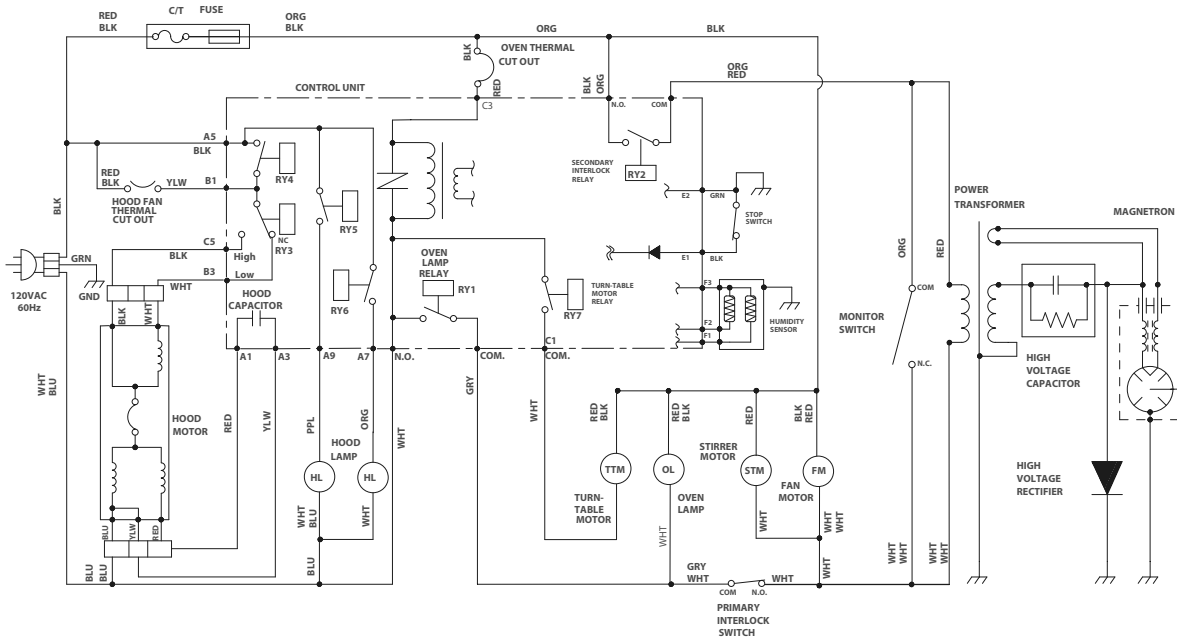 C/T FUSE
RED
BLK
ORG
BLK
ORG
BLK
BLK
OVEN THERMAL
CUT OUT
RED
C3
BLK
ORG
ORG
RED
CONTROL UNIT
N.O.
COM
A5
BLK
RY4
SECONDARY
INTERLOCK
RELAY
RY2
RED
BLK
YLW
B1
HOOD FAN
THERMAL
CUT OUT
BLK
RY5
E2
GRN
STOP
SWITCH
POWER
TRANSFORMER
MAGNETRON
NC
RY3
C5
BLK
High
E1
BLK
ORG
RED
GRN
GND
120VAC
60Hz
B3
WHT
Low
OVEN
LAMP
RELAY
RY1
RY6
HOOD
CAPACITOR
TURN-TABLE
MOTOR
RELAY
RY7
F3
F2
F1
HUMIDITY
SENSOR
COM
MONITOR
SWITCH
N.C.
BLK
WHT
A1
A3
A9
A7
N.O.
COM.
C1
COM.
HIGH
VOLTAGE
CAPACITOR
WHT
BLU
HOOD
MOTOR
RED
YLW
PPL
HOOD
LAMP
ORG
WHT
GRY
WHT
RED
BLK
RED
BLK
RED
BLK
RED
STIRRER
MOTOR
HL
HL
TTM
OL
STM
FM
FAN
MOTOR
TURN-
TABLE
MOTOR
OVEN
LAMP
HIGH
VOLTAGE
RECTIFIER
BLU
YLW
RED
WHT
BLU
WHT
WHT
WHT
WHT
WHT
BLU
BLU
BLU
GRY
WHT
WHT
WHT
WHT
WHT
WHT
WHT
COM
N.O.
PRIMARY
INTERLOCK
SWITCH